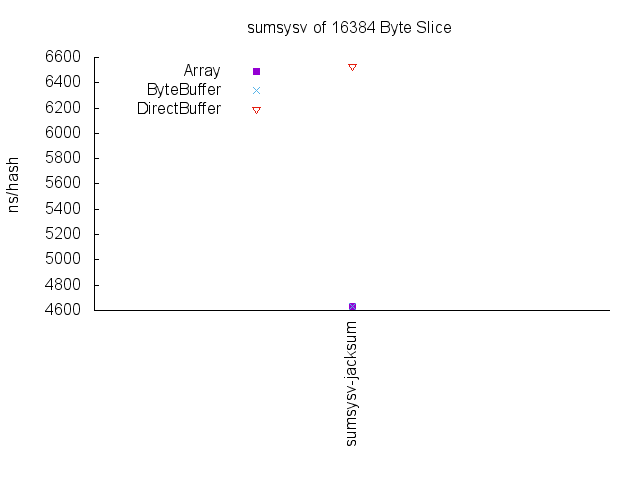 sumsysv of 16384 Byte Slice
6600
6400
6200
6000
5800
5600
5400
5200
5000
4800
4600
ns/hash
Array
ByteBuffer
DirectBuffer
sumsysv-jacksum